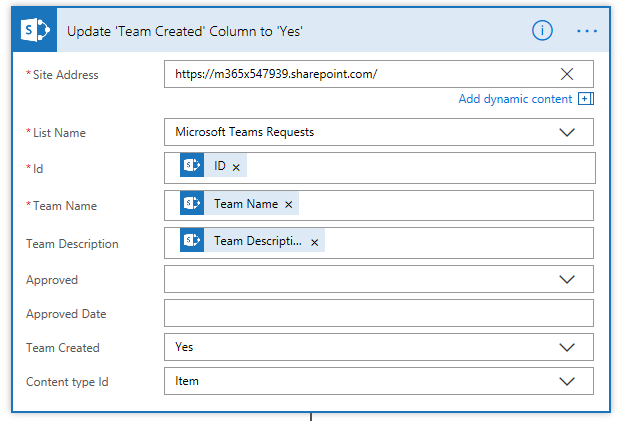 Update 'Team Created' Column to 'Yes'
* Site Address https://m365x547939.sharepoint.com/
Add dynamic content
* List Name Microsoft Teams Requests
* Id ID
* Team Name Team Name
Team Description Team Descripti...
Approved
Approved Date
Team Created Yes
Content type Id Item